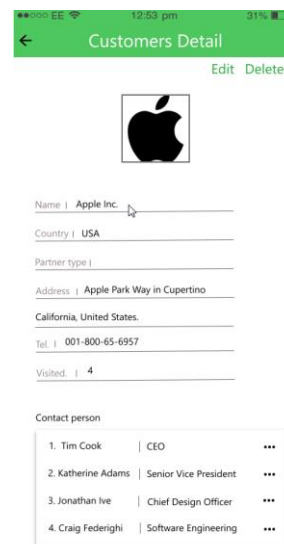 EE 12:53 pm 31%
Customers Detail
Edit Delete
Name | Apple Inc.
Country | USA
Partner type |
Address | Apple Park Way in Cupertino
California, United States.
Tel. | 001-800-65-6957
Visited. | 4
Contact person
1. Tim Cook | CEO •••
2. Katherine Adams | Senior Vice President •••
3. Jonathan Ive | Chief Design Officer •••
4. Craig Federighi | Software Engineering •••